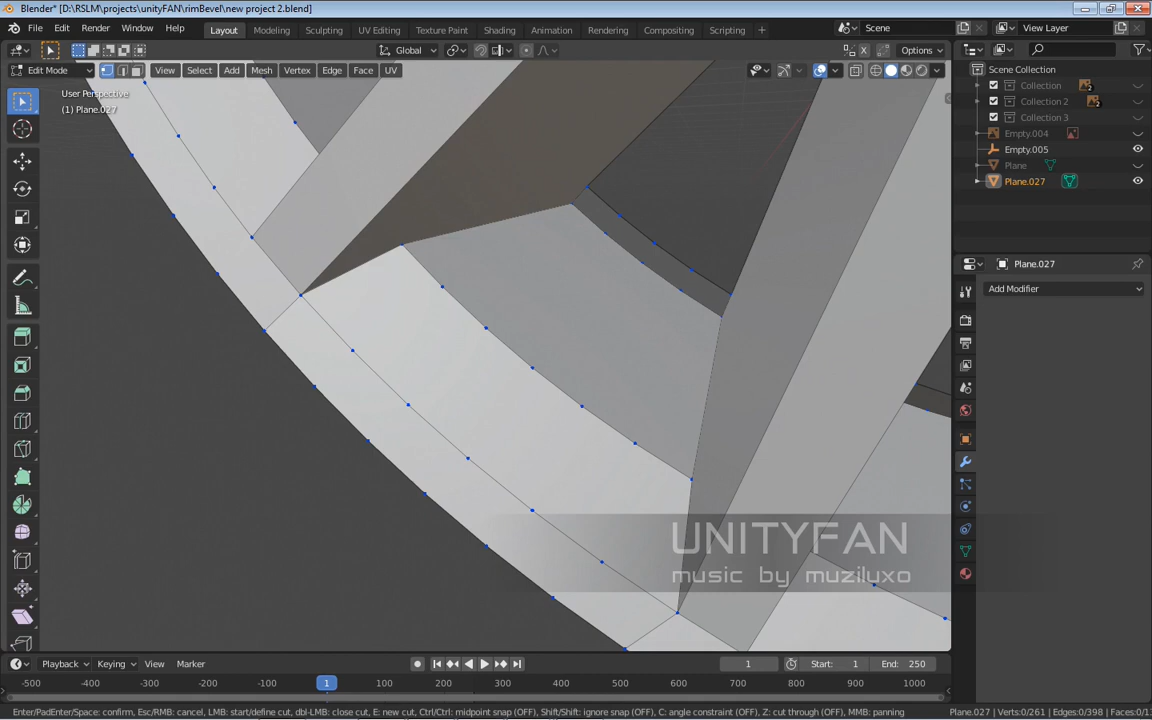 Blender* [D:\RSLM\projects\unityFAN\rimBevel\new project 2.blend]
File Edit Render Window Help Layout Modeling Sculpting UV Editing Texture Paint Shading Animation Rendering Compositing Scripting + Scene View Layer
Global Options
Edit Mode View Select Add Mesh Vertex Edge Face UV
User Perspective
(1) Plane.027
Scene Collection
Collection 2
Collection 2 2
Collection 3
Empty.004
Empty.005
Plane
Plane.027
Plane.027
Add Modifier
UNITYFAN
music by muziluxo
Playback Keying View Marker 1 Start: 1 End: 250
-500 -400 -300 -200 -100 1 100 200 300 400 500 600 700 800 900 1000
Enter/PadEnter/Space: confirm, Esc/RMB: cancel, LMB: start/define cut, dbl-LMB: close cut, E: new cut, Ctrl/Ctrl: midpoint snap (OFF), Shift/Shift: ignore snap (OFF), C: angle constraint (OFF), Z: cut through (OFF), MMB: panning Plane.027 | Verts:0/261 | Edges:0/398 | Faces:0/1